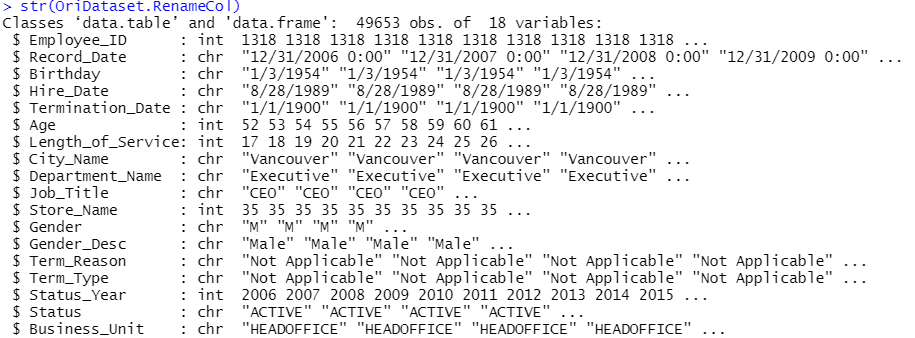 > str(OriDataset.RenameCol)
Classes ‘data.table’ and 'data.frame':  49653 obs. of  18 variables:
 $ Employee_ID      : int  1318 1318 1318 1318 1318 1318 1318 1318 1318 1318 ...
 $ Record_Date      : chr  "12/31/2006 0:00" "12/31/2007 0:00" "12/31/2008 0:00" "12/31/2009 0:00" ...
 $ Birthday         : chr  "1/3/1954" "1/3/1954" "1/3/1954" "1/3/1954" ...
 $ Hire_Date        : chr  "8/28/1989" "8/28/1989" "8/28/1989" "8/28/1989" ...
 $ Termination_Date : chr  "1/1/1900" "1/1/1900" "1/1/1900" "1/1/1900" ...
 $ Age              : int  52 53 54 55 56 57 58 59 60 61 ...
 $ Length_of_Service: int  17 18 19 20 21 22 23 24 25 26 ...
 $ City_Name        : chr  "Vancouver" "Vancouver" "Vancouver" "Vancouver" ...
 $ Department_Name  : chr  "Executive" "Executive" "Executive" "Executive" ...
 $ Job_Title        : chr  "CEO" "CEO" "CEO" "CEO" ...
 $ Store_Name       : int  35 35 35 35 35 35 35 35 35 35 ...
 $ Gender           : chr  "M" "M" "M" "M" ...
 $ Gender_Desc      : chr  "Male" "Male" "Male" "Male" ...
 $ Term_Reason      : chr  "Not Applicable" "Not Applicable" "Not Applicable" "Not Applicable" ...
 $ Term_Type        : chr  "Not Applicable" "Not Applicable" "Not Applicable" "Not Applicable" ...
 $ Status_Year      : int  2006 2007 2008 2009 2010 2011 2012 2013 2014 2015 ...
 $ Status           : chr  "ACTIVE" "ACTIVE" "ACTIVE" "ACTIVE" ...
 $ Business_Unit    : chr  "HEADOFFICE" "HEADOFFICE" "HEADOFFICE" "HEADOFFICE" ...